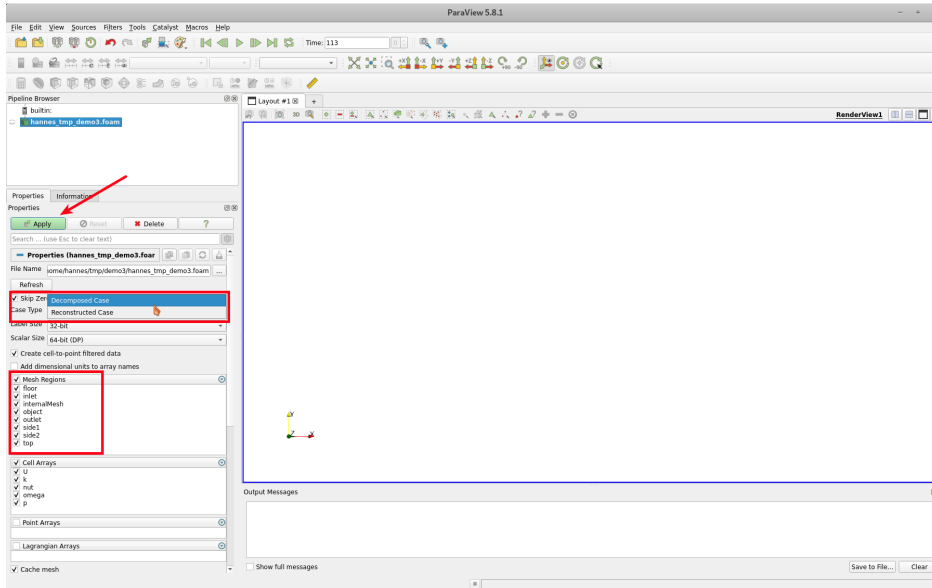 ParaView 5.8.1
File Edit View Sources Filters Tools Catalyst Macros Help
Time: 113
+X -X +Y -Y +Z -Z
Pipeline Browser
builtin:
hannes_tmp_demo3.foam
Layout #1
+
3D
RenderView1
Properties Information
Properties
Apply Reset Delete ?
Search ... (use Esc to clear text)
Properties (hannes_tmp_demo3.foar
File Name ome/hannes/tmp/demo3/hannes_tmp_demo3.foam ...
Refresh
Skip Zer
Decomposed Case
Case Type
Reconstructed Case
Label Size 32-bit
Scalar Size 64-bit (DP)
Create cell-to-point filtered data
Add dimensional units to array names
Mesh Regions
floor
inlet
internalMesh
object
outlet
side1
side2
top
Cell Arrays
U
k
nut
omega
p
Point Arrays
Lagrangian Arrays
Cache mesh
Y
Z X
Output Messages
Show full messages
Save to File... Clear